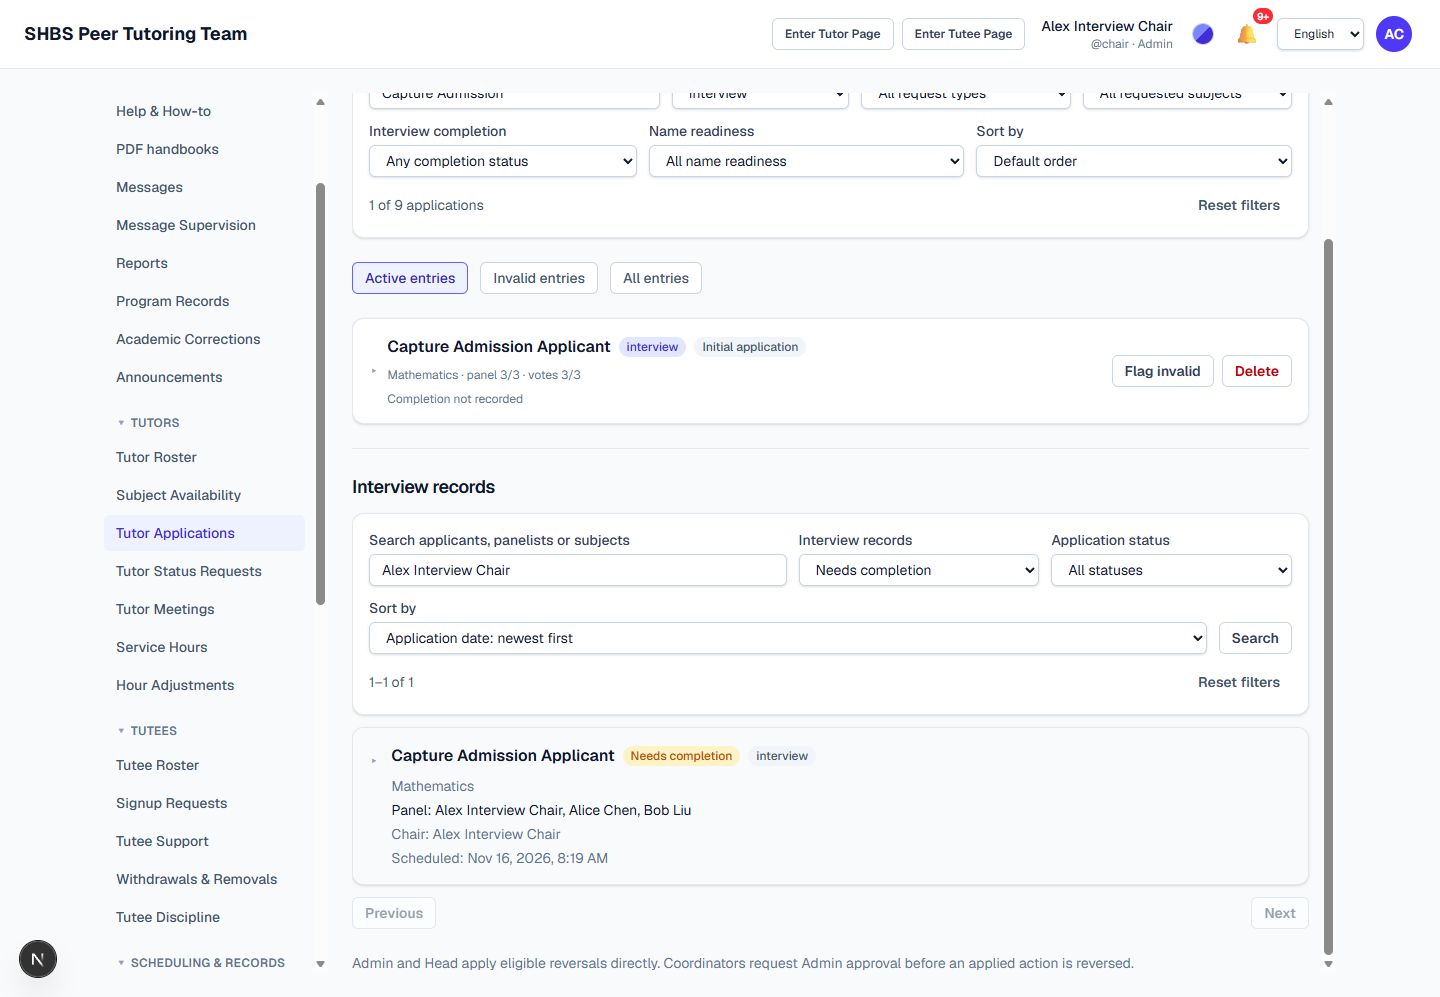 SHBS Peer Tutoring Team
Enter Tutor Page
Enter Tutee Page
Alex Interview Chair
@chair · Admin
9+
English
AC
Help & How-to
PDF handbooks
Messages
Message Supervision
Reports
Program Records
Academic Corrections
Announcements
TUTORS
Tutor Roster
Subject Availability
Tutor Applications
Tutor Status Requests
Tutor Meetings
Service Hours
Hour Adjustments
TUTEES
Tutee Roster
Signup Requests
Tutee Support
Withdrawals & Removals
Tutee Discipline
SCHEDULING & RECORDS
N
Capture Admission
Interview
All request types
All requested subjects
Interview completion
Name readiness
Sort by
Any completion status
All name readiness
Default order
1 of 9 applications
Reset filters
Active entries
Invalid entries
All entries
Capture Admission Applicant interview Initial application
Mathematics · panel 3/3 · votes 3/3
Completion not recorded
Flag invalid
Delete
Interview records
Search applicants, panelists or subjects
Interview records
Application status
Alex Interview Chair
Needs completion
All statuses
Sort by
Application date: newest first
Search
1–1 of 1
Reset filters
Capture Admission Applicant Needs completion interview
Mathematics
Panel: Alex Interview Chair, Alice Chen, Bob Liu
Chair: Alex Interview Chair
Scheduled: Nov 16, 2026, 8:19 AM
Previous
Next
Admin and Head apply eligible reversals directly. Coordinators request Admin approval before an applied action is reversed.